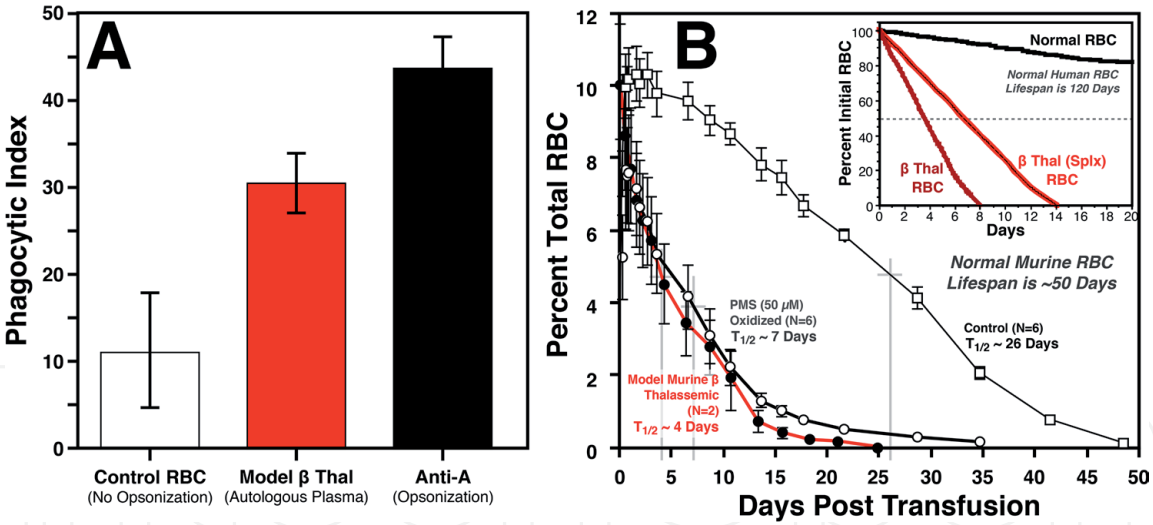 A
Phagocytic Index
50
40
30
20
10
0
Control RBC
(No Opsonization)
Model β Thal
(Autologous Plasma)
Anti-A
(Opsonization)
B
Percent Total RBC
12
10
8
6
4
2
0
0 5 10 15 20 25 30 35 40 45 50
Days Post Transfusion
PMS (50 µM)
Oxidized (N=6)
T1/2 ~ 7 Days
Model Murine β
Thalassemic
(N=2)
T1/2 ~ 4 Days
Normal Murine RBC
Lifespan is ~50 Days
Control (N=6)
T1/2 ~ 26 Days
Percent Initial RBC
100
80
60
40
20
0
0 2 4 6 8 10 12 14 16 18 20
Days
Normal RBC
Normal Human RBC
Lifespan is 120 Days
β Thal
RBC
β Thal (Splx)
RBC